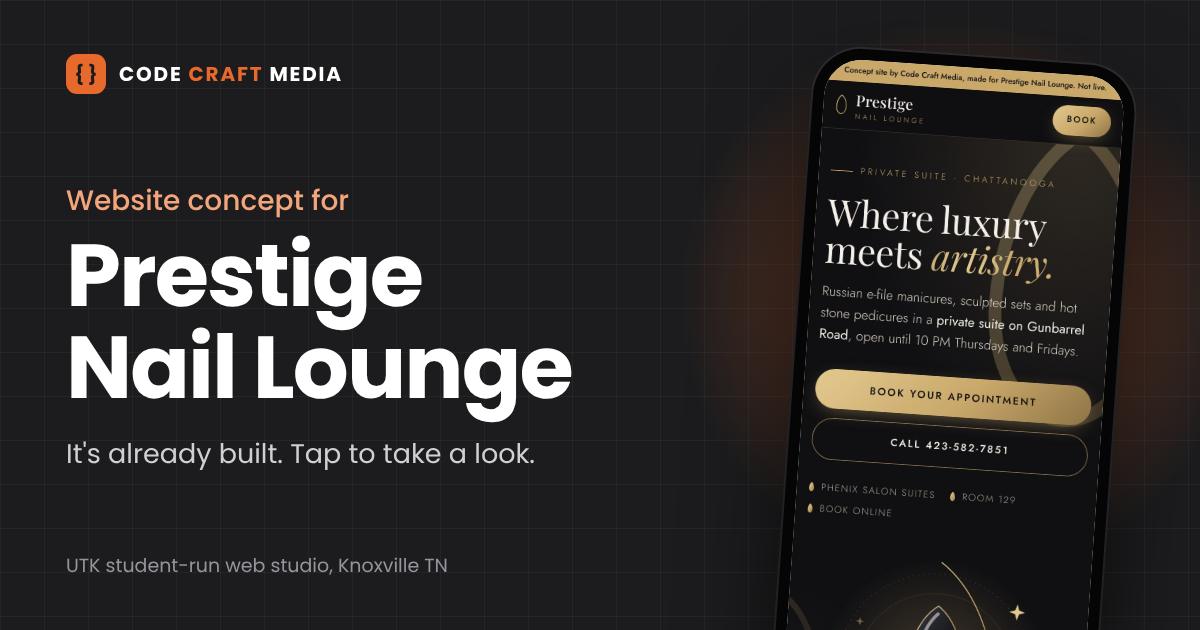 { } CODE CRAFT MEDIA
Website concept for
Prestige
Nail Lounge
It's already built. Tap to take a look.
UTK student-run web studio, Knoxville TN
Concept site by Code Craft Media, made for Prestige Nail Lounge. Not live.
Prestige
NAIL LOUNGE
BOOK
PRIVATE SUITE · CHATTANOOGA
Where luxury
meets artistry.
Russian e-file manicures, sculpted sets and hot
stone pedicures in a private suite on Gunbarrel
Road, open until 10 PM Thursdays and Fridays.
BOOK YOUR APPOINTMENT
CALL 423-582-7851
PHENIX SALON SUITES ROOM 129
BOOK ONLINE